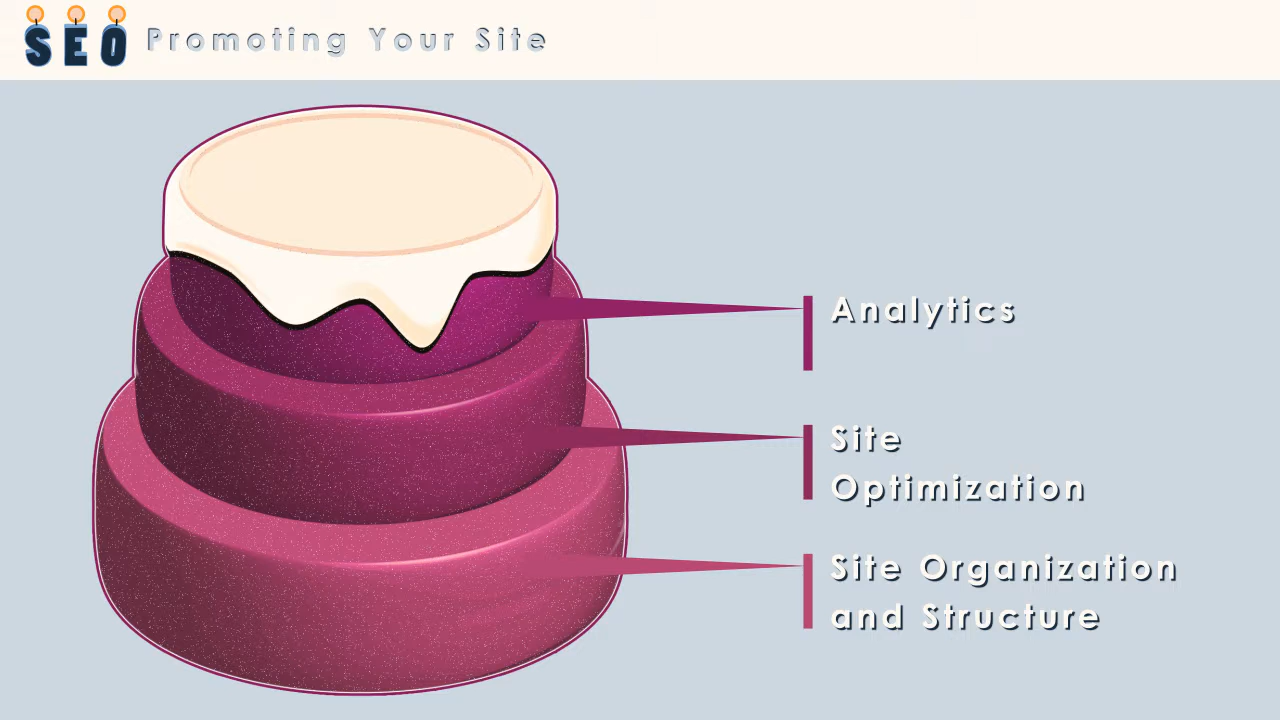 SEO Promoting Your Site
Analytics
Site
Optimization
Site Organization
and Structure